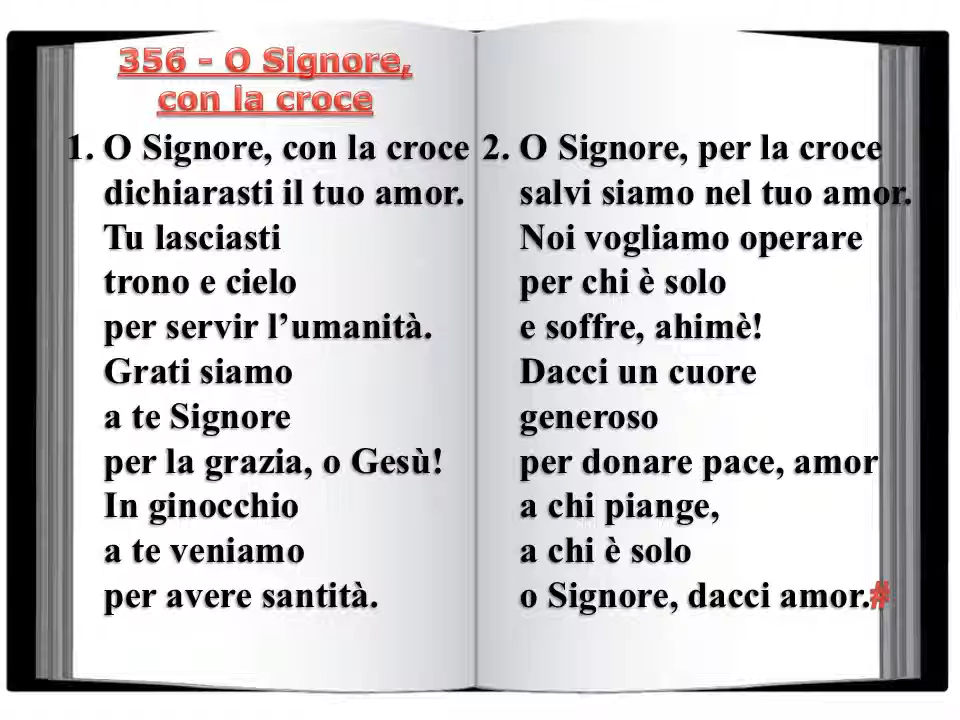 356 - O Signore,
con la croce
1. O Signore, con la croce
dichiarasti il tuo amor.
Tu lasciasti
trono e cielo
per servir l’umanità.
Grati siamo
a te Signore
per la grazia, o Gesù!
In ginocchio
a te veniamo
per avere santità.
2. O Signore, per la croce
salvi siamo nel tuo amor.
Noi vogliamo operare
per chi è solo
e soffre, ahimè!
Dacci un cuore
generoso
per donare pace, amor
a chi piange,
a chi è solo
o Signore, dacci amor.#